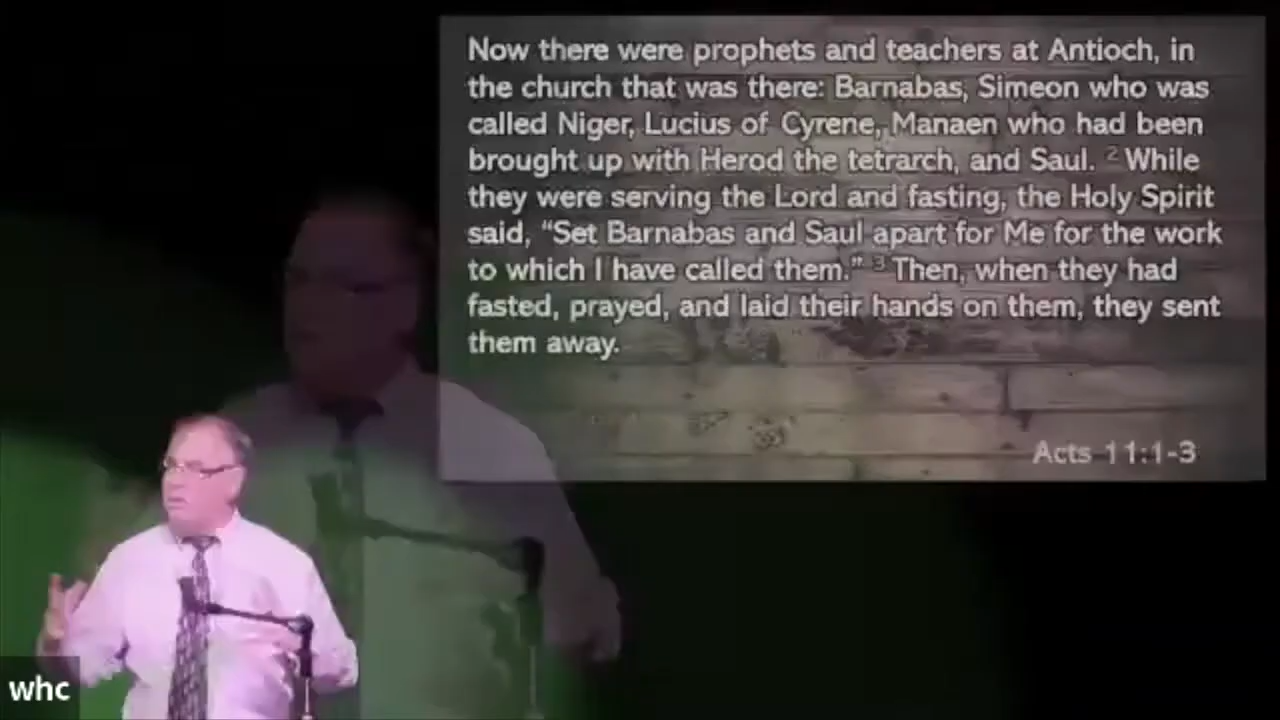 Now there were prophets and teachers at Antioch, in
the church that was there: Barnabas, Simeon who was
called Niger, Lucius of Cyrene, Manaen who had been
brought up with Herod the tetrarch, and Saul. 2 While
they were serving the Lord and fasting, the Holy Spirit
said, “Set Barnabas and Saul apart for Me for the work
to which I have called them.” 3 Then, when they had
fasted, prayed, and laid their hands on them, they sent
them away.
Acts 11:1-3
whc